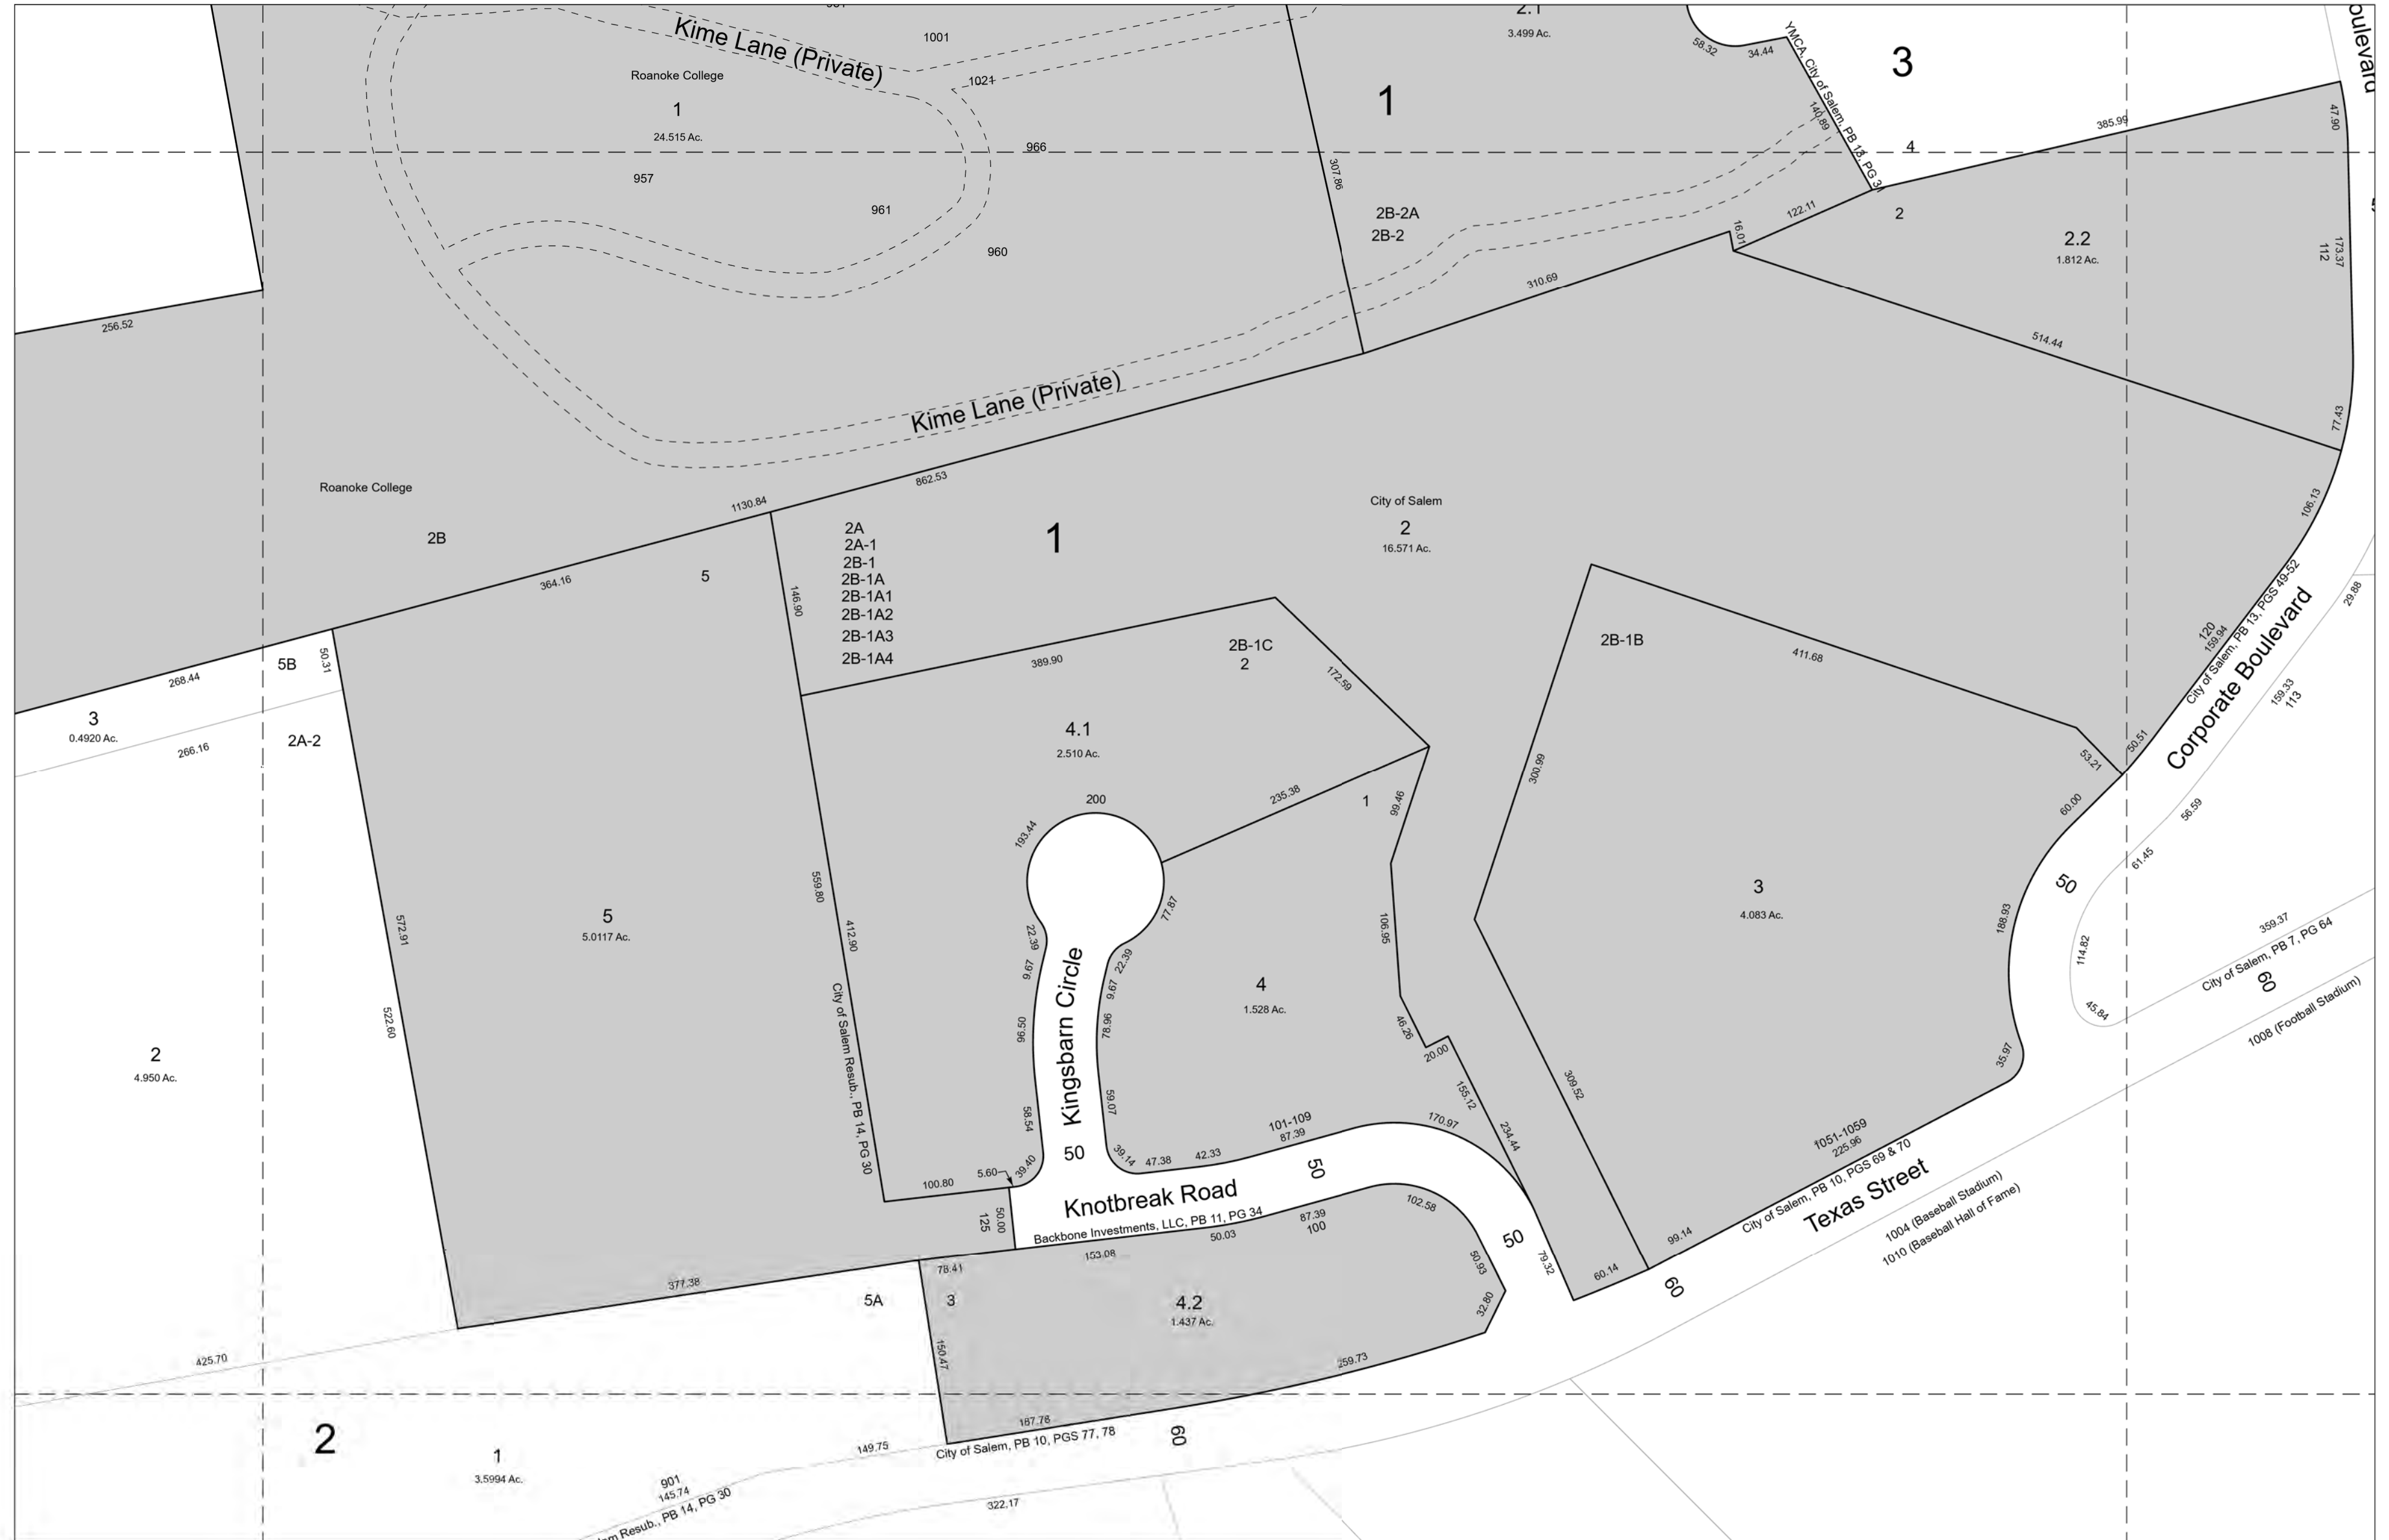 Kime Lane (Private)
1001
Roanoke College
1
24.515 Ac.
1021
966
957
961
960
1
2.1
3.499 Ac.
58.32
34.44
YMCA, City of Salem, PB 13, PG 31
140.89
3
oulevard
385.99
47.90
4
2
307.86
2B-2A
2B-2
122.11
16.01
310.69
2.2
1.812 Ac.
173.37
112
514.44
77.43
256.52
Kime Lane (Private)
Roanoke College
2B
1130.84
862.53
364.16
5
2A
2A-1
2B-1
2B-1A
2B-1A1
2B-1A2
2B-1A3
2B-1A4
146.90
1
City of Salem
2
16.571 Ac.
106.13
120
159.94
City of Salem, PB 13, PGS 49-52
Corporate Boulevard
29.88
159.33
113
50.51
53.21
60.00
56.59
61.45
50
5B
50.31
268.44
3
0.4920 Ac.
266.16
2A-2
389.90
2B-1C
2
172.59
2B-1B
411.68
300.99
4.1
2.510 Ac.
200
193.44
235.38
1
99.46
106.95
77.87
22.39
9.67
22.39
9.67
95.05
78.96
58.54
59.07
Kingsbarn Circle
50
39.40
39.14
5.60
559.80
412.90
City of Salem Resub., PB 14, PG 30
572.91
522.60
5
5.0117 Ac.
2
4.950 Ac.
4
1.528 Ac.
46.26
20.00
155.12
234.44
309.52
3
4.083 Ac.
188.93
114.82
45.84
35.97
359.37
City of Salem, PB 7, PG 64
60
1008 (Football Stadium)
101-109
87.39
170.97
47.38
42.33
50
100.80
50.00
125
Knotbreak Road
Backbone Investments, LLC, PB 11, PG 34
153.08
50.03
87.39
100
102.58
50
50.93
32.80
79.32
60.14
99.14
1051-1059
225.96
City of Salem, PB 10, PGS 69 & 70
Texas Street
60
1004 (Baseball Stadium)
1010 (Baseball Hall of Fame)
377.38
78.41
5A
3
4.2
1.437 Ac.
150.47
259.73
187.78
City of Salem, PB 10, PGS 77, 78
60
425.70
2
1
3.5994 Ac.
149.75
901
145.74
Resub., PB 14, PG 30
322.17